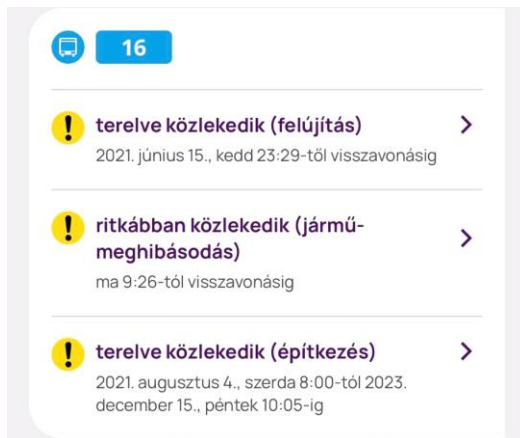 16
terelve közlekedik (felújítás)
2021. június 15., kedd 23:29-től visszavonásig
ritkábban közlekedik (jármű-
meghibásodás)
ma 9:26-tól visszavonásig
terelve közlekedik (építkezés)
2021. augusztus 4., szerda 8:00-tól 2023.
december 15., péntek 10:05-ig